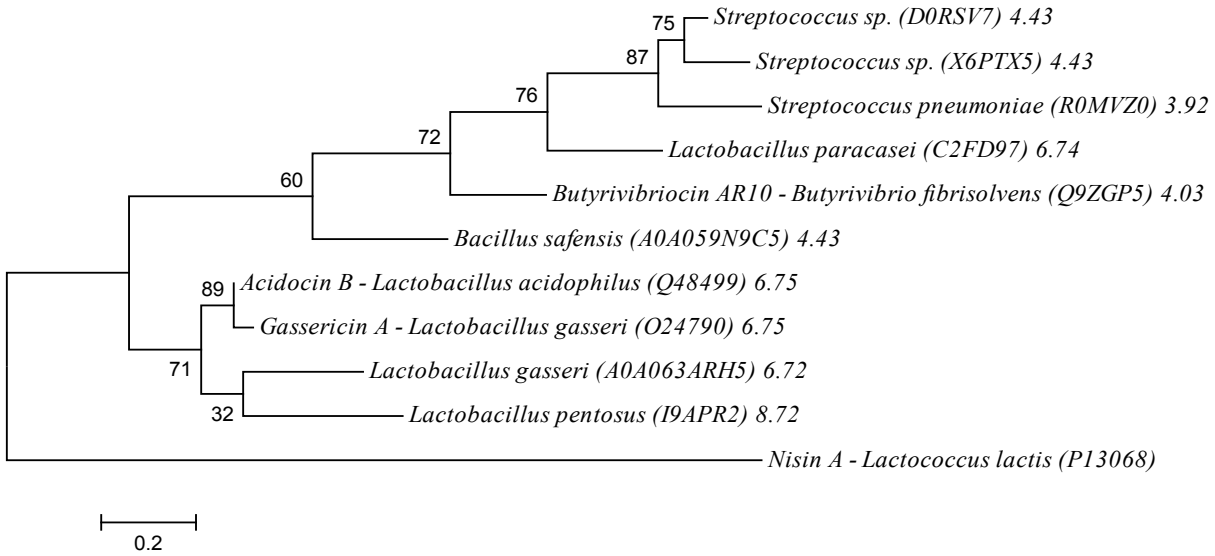 75
Streptococcus sp. (D0RSV7) 4.43
87
Streptococcus sp. (X6PTX5) 4.43
76
Streptococcus pneumoniae (R0MVZ0) 3.92
72
Lactobacillus paracasei (C2FD97) 6.74
60
Butyrivibriocin AR10 - Butyrivibrio fibrisolvens (Q9ZGP5) 4.03
Bacillus safensis (A0A059N9C5) 4.43
89
Acidocin B - Lactobacillus acidophilus (Q48499) 6.75
Gassericin A - Lactobacillus gasseri (O24790) 6.75
71
Lactobacillus gasseri (A0A063ARH5) 6.72
32
Lactobacillus pentosus (I9APR2) 8.72
Nisin A - Lactococcus lactis (P13068)
0.2